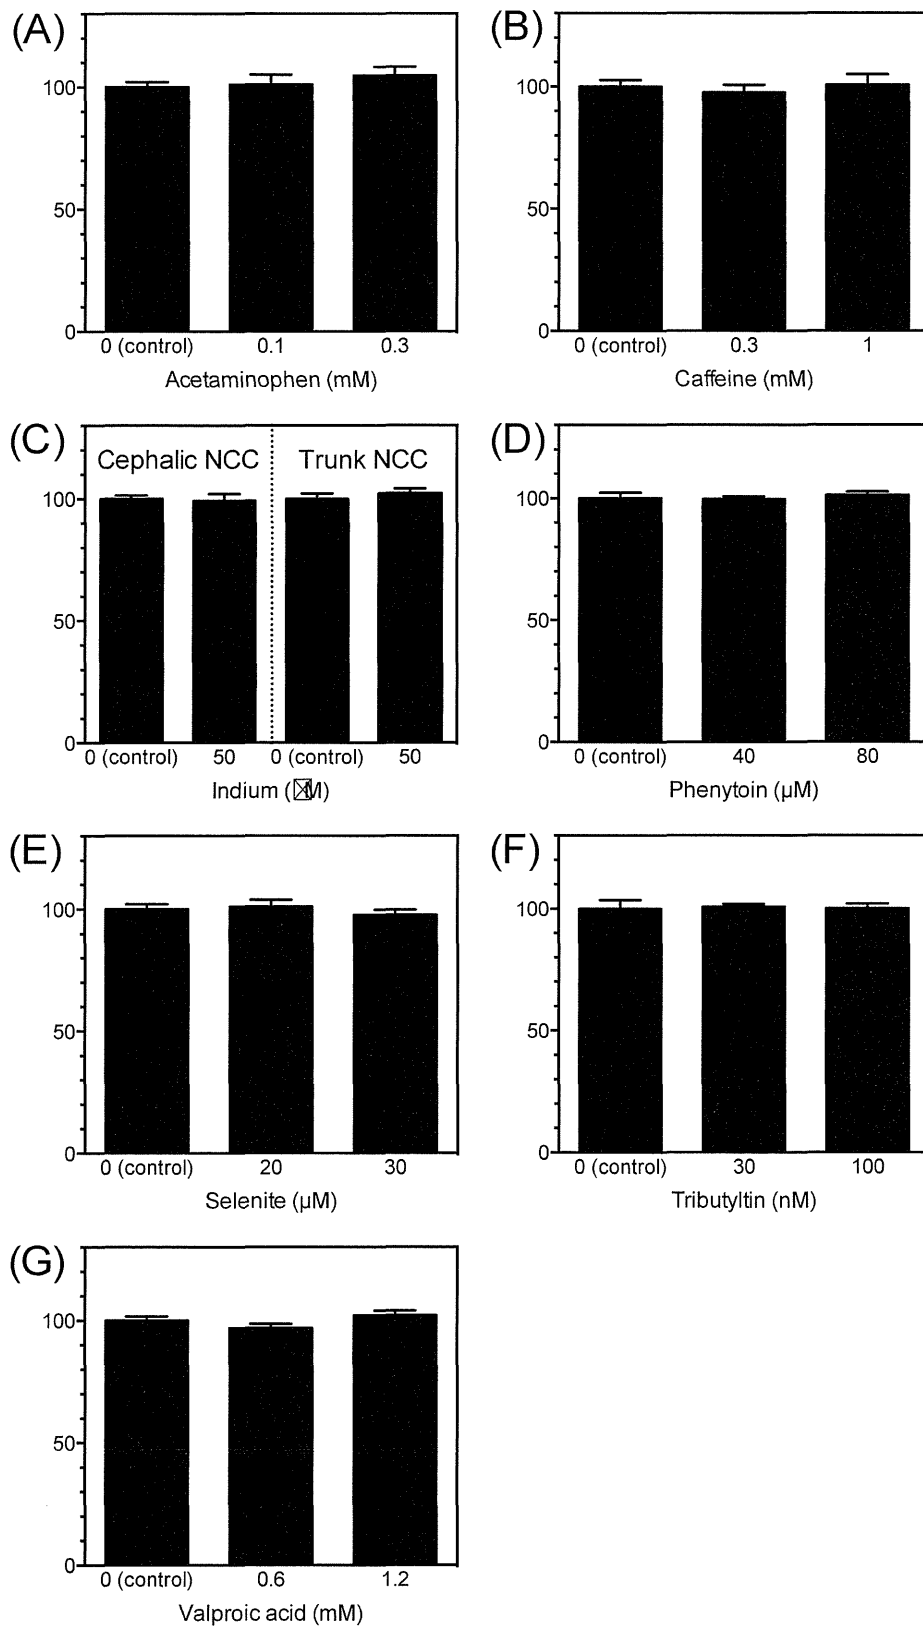 (A)
100
50
0
0 (control) 0.1 0.3
Acetaminophen (mM)
(B)
100
50
0
0 (control) 0.3 1
Caffeine (mM)
(C)
Cephalic NCC Trunk NCC
100
50
0
0 (control) 50 0 (control) 50
Indium (☒M)
(D)
100
50
0
0 (control) 40 80
Phenytoin (µM)
(E)
100
50
0
0 (control) 20 30
Selenite (µM)
(F)
100
50
0
0 (control) 30 100
Tributyltin (nM)
(G)
100
50
0
0 (control) 0.6 1.2
Valproic acid (mM)